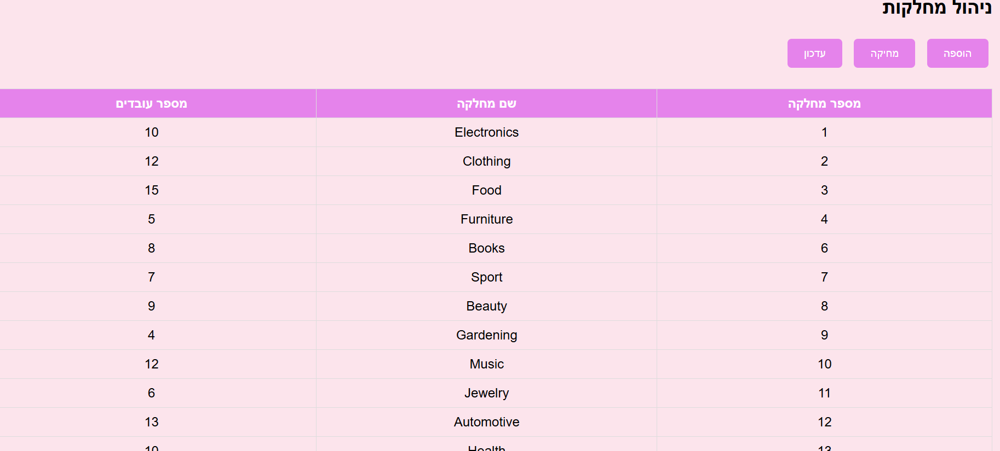 ניהול מחלקות
הוספה מחיקה עדכון
מספר מחלקה שם מחלקה מספר עובדים
1 Electronics 10
2 Clothing 12
3 Food 15
4 Furniture 5
6 Books 8
7 Sport 7
8 Beauty 9
9 Gardening 4
10 Music 12
11 Jewelry 6
12 Automotive 13
13 Health 10